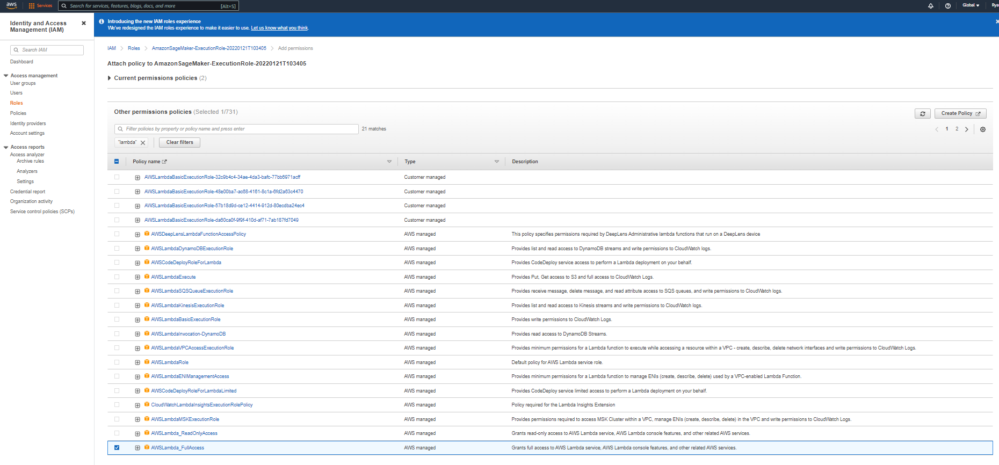 aws
Services
Search for services, features, blogs, docs, and more
[Alt+S]
Global
Rya
Identity and Access
Management (IAM)
Search IAM
Dashboard
Access management
User groups
Users
Roles
Policies
Identity providers
Account settings
Access reports
Access analyzer
Archive rules
Analyzers
Settings
Credential report
Organization activity
Service control policies (SCPs)
Introducing the new IAM roles experience
We've redesigned the IAM roles experience to make it easier to use. Let us know what you think.
IAM > Roles > AmazonSageMaker-ExecutionRole-20220121T103405 > Add permissions
Attach policy to AmazonSageMaker-ExecutionRole-20220121T103405
Current permissions policies (2)
Other permissions policies (Selected 1/731)
Create Policy
Filter policies by property or policy name and press enter
21 matches
1 2
"lambda"
Clear filters
Policy name Type Description
AWSLambdaBasicExecutionRole-32c9b4c4-34ae-4da3-bafc-77bb6971acff Customer managed
AWSLambdaBasicExecutionRole-48e00ba7-ac68-4161-8c1a-6fd2a63c4470 Customer managed
AWSLambdaBasicExecutionRole-57b18d9d-ce12-4414-912d-80ecdba24ec4 Customer managed
AWSLambdaBasicExecutionRole-da60ca0f-9f9f-410d-af71-7ab187fd7049 Customer managed
AWSDeepLensLambdaFunctionAccessPolicy AWS managed This policy specifies permissions required by DeepLens Administrative lambda functions that run on a DeepLens device
AWSLambdaDynamoDBExecutionRole AWS managed Provides list and read access to DynamoDB streams and write permissions to CloudWatch logs.
AWSCodeDeployRoleForLambda AWS managed Provides CodeDeploy service access to perform a Lambda deployment on your behalf.
AWSLambdaExecute AWS managed Provides Put, Get access to S3 and full access to CloudWatch Logs.
AWSLambdaSQSQueueExecutionRole AWS managed Provides receive message, delete message, and read attribute access to SQS queues, and write permissions to CloudWatch logs.
AWSLambdaKinesisExecutionRole AWS managed Provides list and read access to Kinesis streams and write permissions to CloudWatch logs.
AWSLambdaBasicExecutionRole AWS managed Provides write permissions to CloudWatch Logs.
AWSLambdaInvocation-DynamoDB AWS managed Provides read access to DynamoDB Streams.
AWSLambdaVPCAccessExecutionRole AWS managed Provides minimum permissions for a Lambda function to execute while accessing a resource within a VPC - create, describe, delete network interfaces and write permissions to CloudWatch Logs.
AWSLambdaRole AWS managed Default policy for AWS Lambda service role.
AWSLambdaENIManagementAccess AWS managed Provides minimum permissions for a Lambda function to manage ENIs (create, describe, delete) used by a VPC-enabled Lambda Function.
AWSCodeDeployRoleForLambdaLimited AWS managed Provides CodeDeploy service limited access to perform a Lambda deployment on your behalf.
CloudWatchLambdaInsightsExecutionRolePolicy AWS managed Policy required for the Lambda Insights Extension
AWSLambdaMSKExecutionRole AWS managed Provides permissions required to access MSK Cluster within a VPC, manage ENIs (create, describe, delete) in the VPC and write permissions to CloudWatch Logs.
AWSLambda_ReadOnlyAccess AWS managed Grants read-only access to AWS Lambda service, AWS Lambda console features, and other related AWS services.
AWSLambda_FullAccess AWS managed Grants full access to AWS Lambda service, AWS Lambda console features, and other related AWS services.